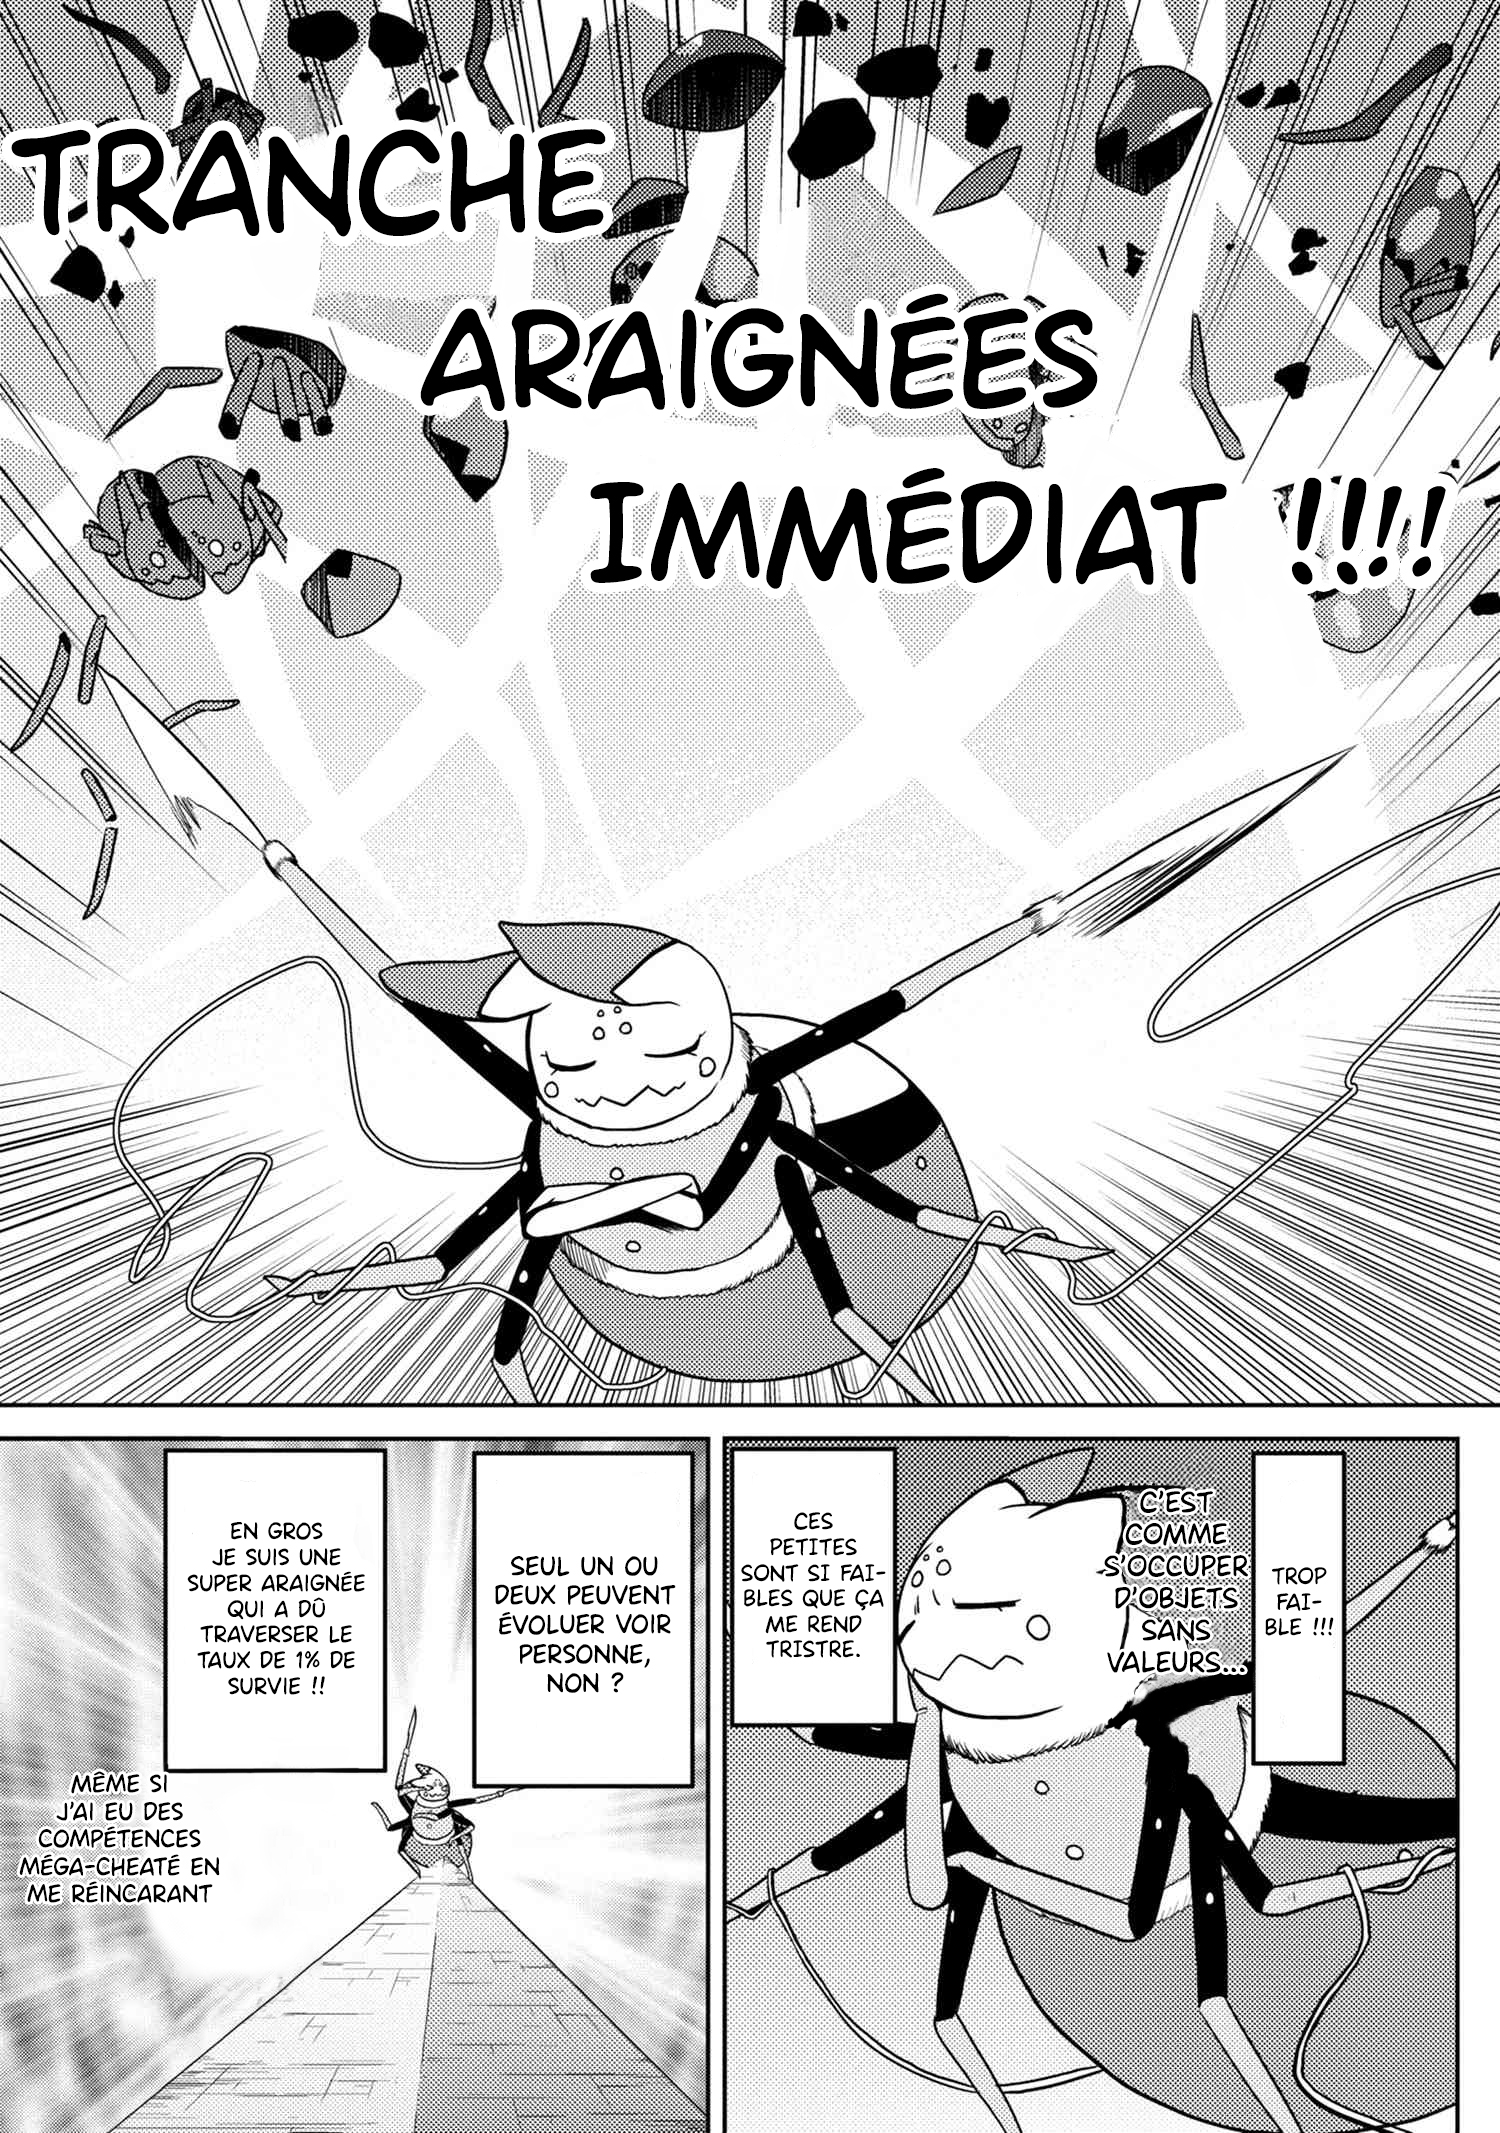 TRANCHE
ARAIGNÉES
IMMÉDIAT !!!!
TROP
FAI-
BLE !!!
C'EST
COMME
S'OCCUPER
D'OBJETS
SANS
VALEURS...
CES
PETITES
SONT SI FAI-
BLES QUE ÇA
ME REND
TRISTRE.
SEUL UN OU
DEUX PEUVENT
ÉVOLUER VOIR
PERSONNE,
NON ?
EN GROS
JE SUIS UNE
SUPER ARAIGNÉE
QUI A DÛ
TRAVERSER LE
TAUX DE 1% DE
SURVIE !!
MÊME SI
J'AI EU DES
COMPÉTENCES
MÉGA-CHEATÉ EN
ME RÉINCARANT